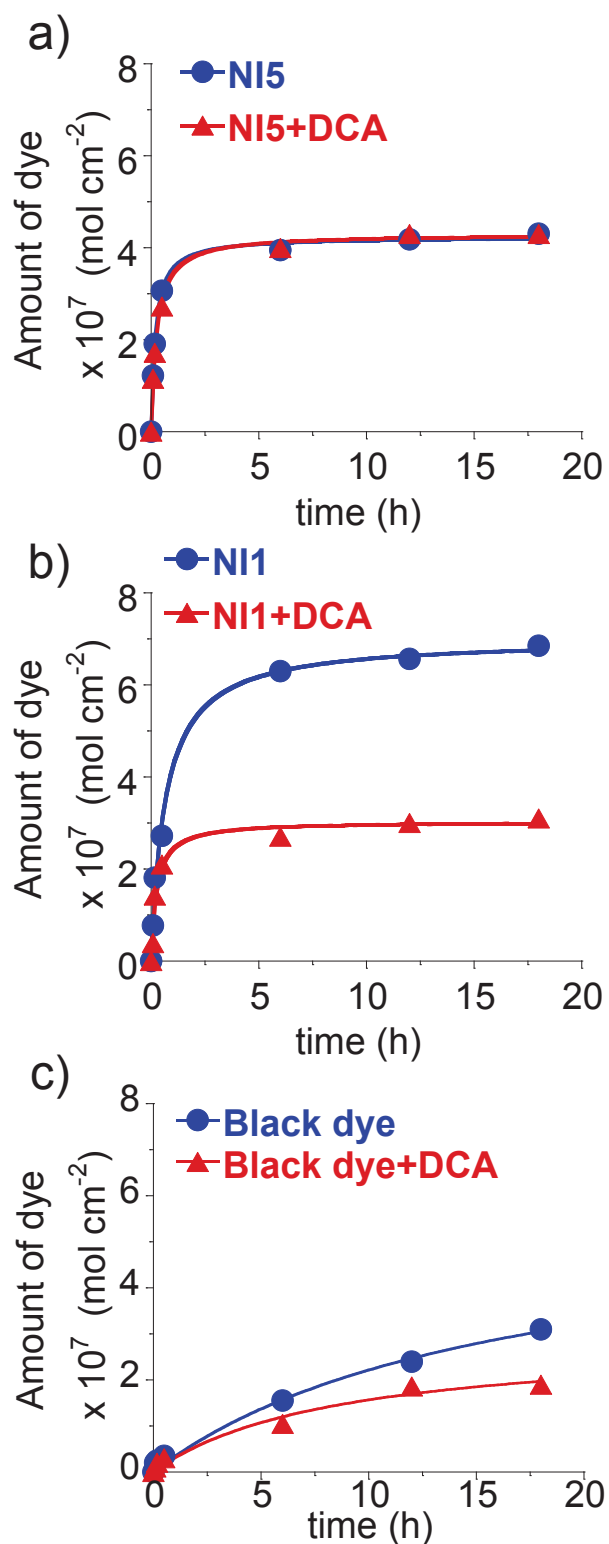 a)
NI5
NI5+DCA
Amount of dye
x 10⁷ (mol cm⁻²)
8
6
4
2
0
0 5 10 15 20
time (h)
b)
NI1
NI1+DCA
Amount of dye
x 10⁷ (mol cm⁻²)
8
6
4
2
0
0 5 10 15 20
time (h)
c)
Black dye
Black dye+DCA
Amount of dye
x 10⁷ (mol cm⁻²)
8
6
4
2
0
0 5 10 15 20
time (h)